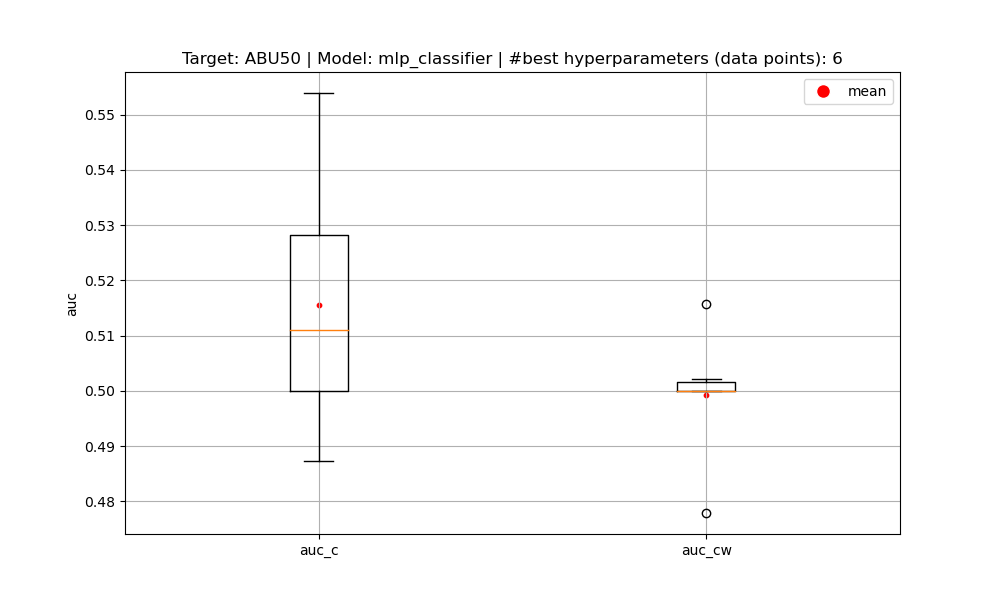 Target: ABU50 | Model: mlp_classifier | #best hyperparameters (data points): 6
mean
0.55
0.54
0.53
0.52
0.51
0.50
0.49
0.48
auc
auc_c
auc_cw